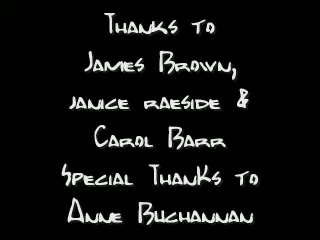 Thanks to
James Brown,
janice raeside &
Carol Barr
Special Thanks to
Anne Buchannan